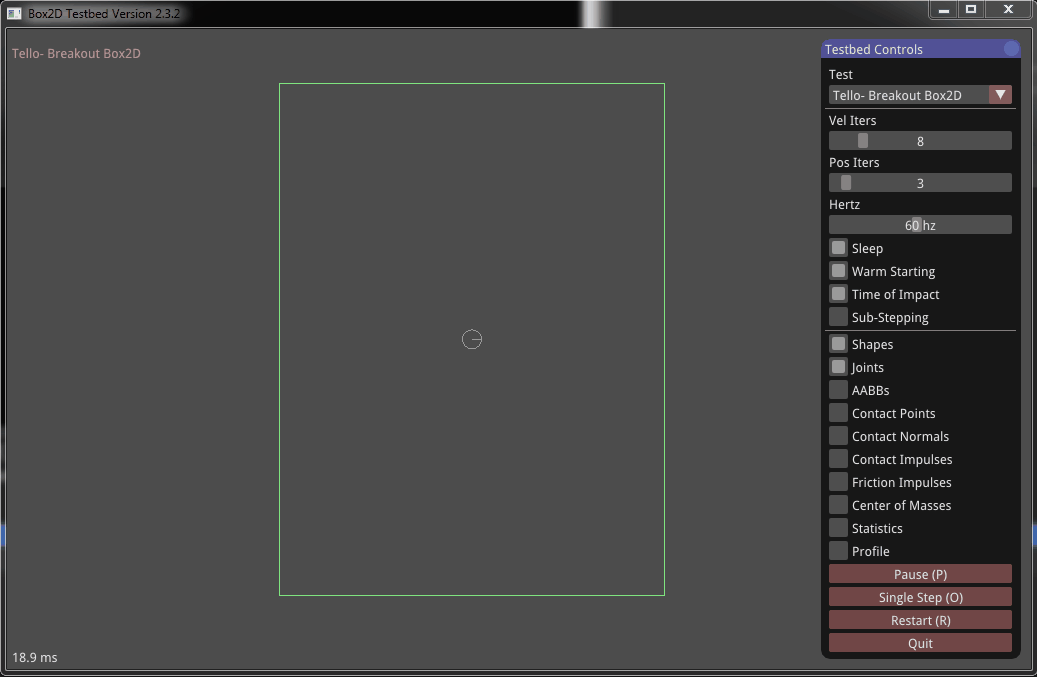 Box2D Testbed Version 2.3.2
Tello- Breakout Box2D
Testbed Controls
Test
Tello- Breakout Box2D
Vel Iters
8
Pos Iters
3
Hertz
60 hz
Sleep
Warm Starting
Time of Impact
Sub-Stepping
Shapes
Joints
AABBs
Contact Points
Contact Normals
Contact Impulses
Friction Impulses
Center of Masses
Statistics
Profile
Pause (P)
Single Step (O)
Restart (R)
Quit
18.9 ms